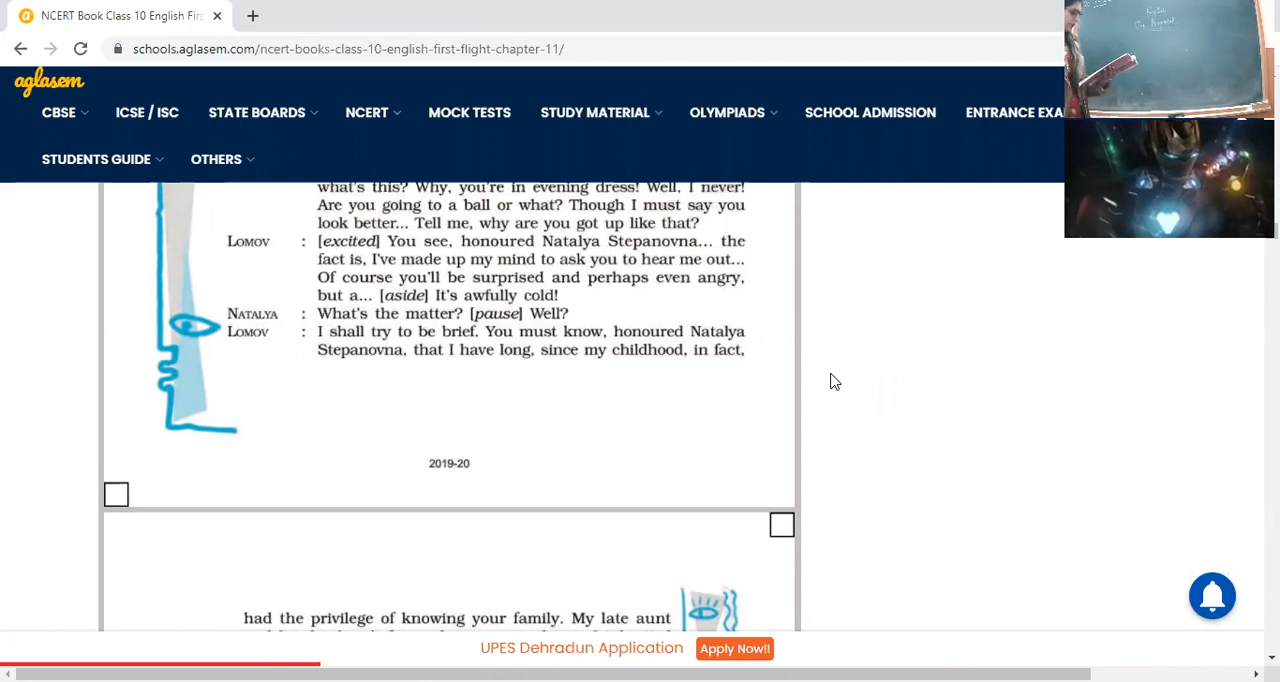 NCERT Book Class 10 English Firs
schools.aglasem.com/ncert-books-class-10-english-first-flight-chapter-11/
aglasem
CBSE
ICSE / ISC
STATE BOARDS
NCERT
MOCK TESTS
STUDY MATERIAL
OLYMPIADS
SCHOOL ADMISSION
ENTRANCE EXA
STUDENTS GUIDE
OTHERS
English
The Proposal
what's this? Why, you're in evening dress! Well, I never!
Are you going to a ball or what? Though I must say you
look better... Tell me, why are you got up like that?
LOMOV : [excited] You see, honoured Natalya Stepanovna... the
fact is, I've made up my mind to ask you to hear me out...
Of course you'll be surprised and perhaps even angry,
but a... [aside] It's awfully cold!
NATALYA : What's the matter? [pause] Well?
LOMOV : I shall try to be brief. You must know, honoured Natalya
Stepanovna, that I have long, since my childhood, in fact,
2019-20
had the privilege of knowing your family. My late aunt
UPES Dehradun Application
Apply Now!!